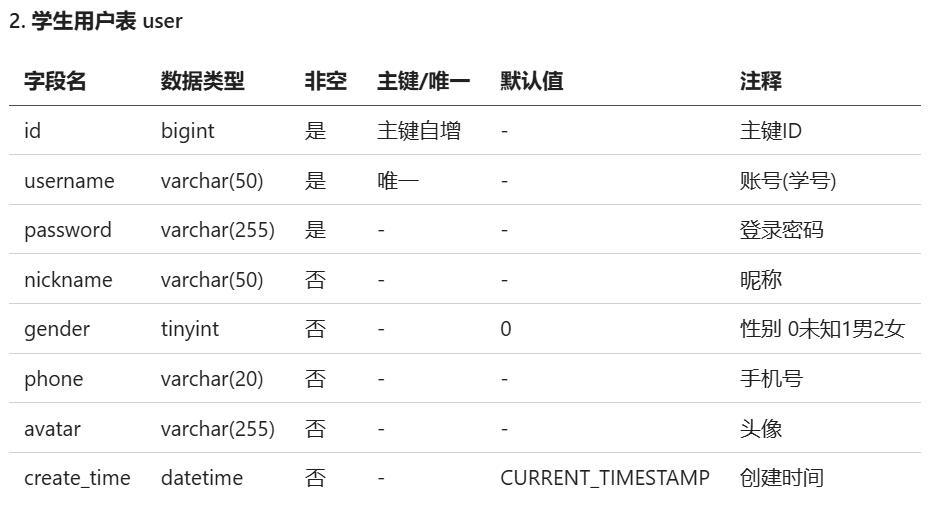 2. 学生用户表 user
字段名 数据类型 非空 主键/唯一 默认值 注释
id bigint 是 主键自增 - 主键ID
username varchar(50) 是 唯一 - 账号(学号)
password varchar(255) 是 - - 登录密码
nickname varchar(50) 否 - - 昵称
gender tinyint 否 - 0 性别 0未知1男2女
phone varchar(20) 否 - - 手机号
avatar varchar(255) 否 - - 头像
create_time datetime 否 - CURRENT_TIMESTAMP 创建时间